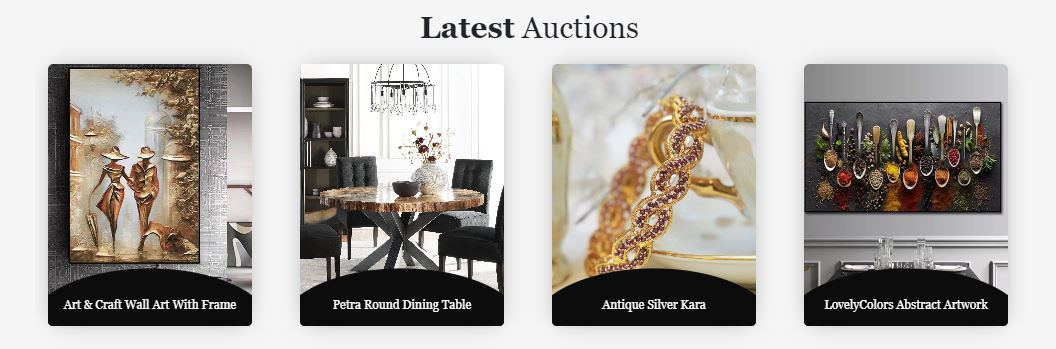 Latest Auctions
Art & Craft Wall Art With Frame
Petra Round Dining Table
Antique Silver Kara
LovelyColors Abstract Artwork